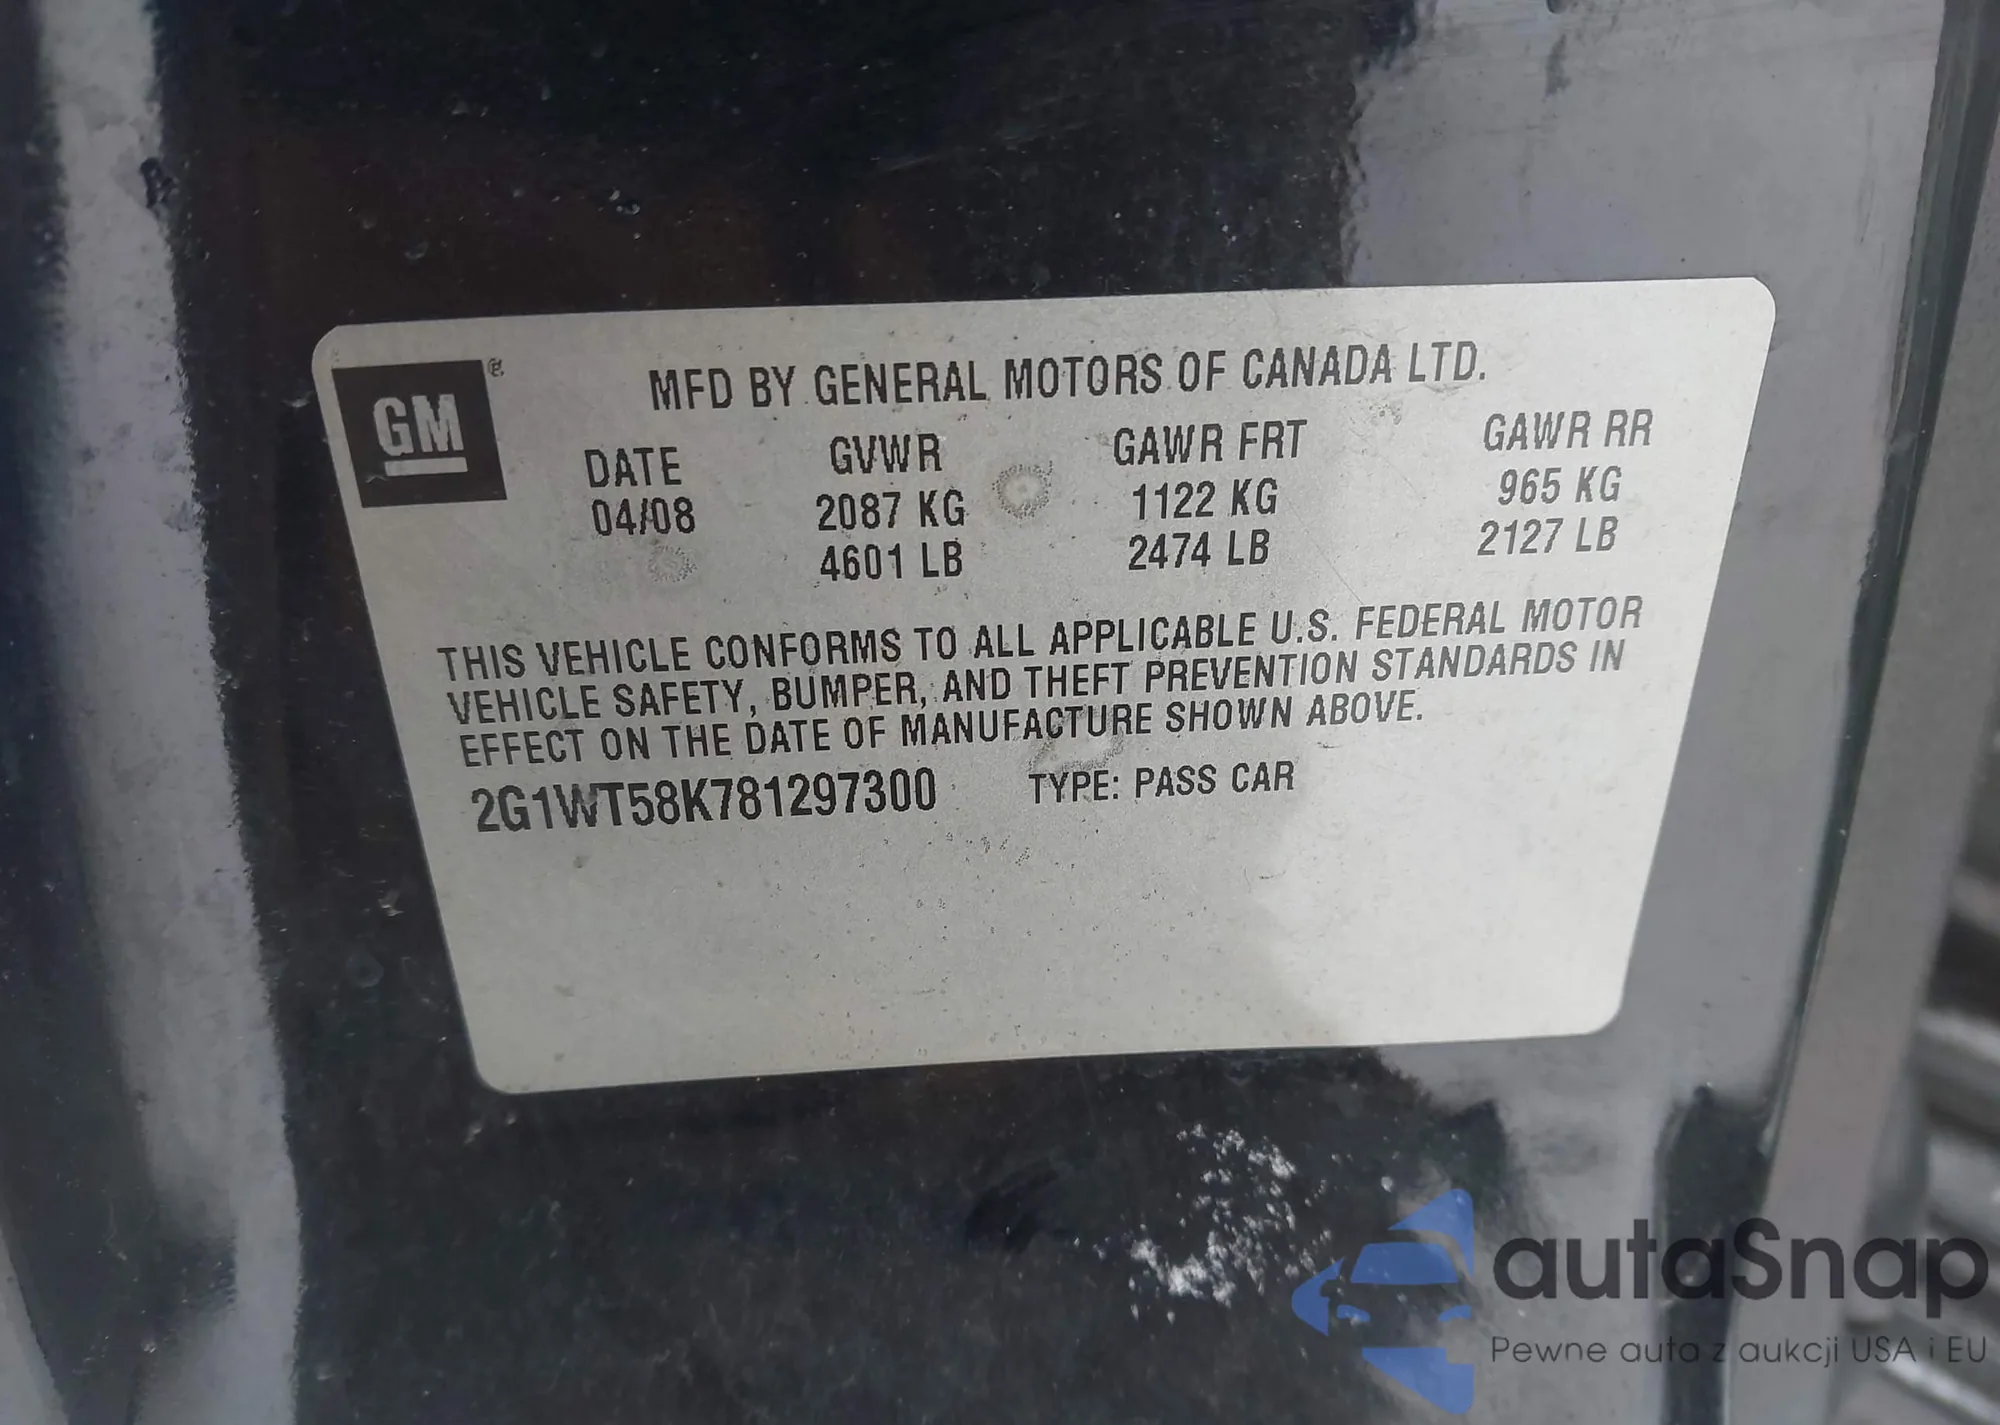 GM ®
MFD BY GENERAL MOTORS OF CANADA LTD.
DATE GVWR GAWR FRT GAWR RR
04/08 2087 KG 1122 KG 965 KG
4601 LB 2474 LB 2127 LB
THIS VEHICLE CONFORMS TO ALL APPLICABLE U.S. FEDERAL MOTOR
VEHICLE SAFETY, BUMPER, AND THEFT PREVENTION STANDARDS IN
EFFECT ON THE DATE OF MANUFACTURE SHOWN ABOVE.
2G1WT58K781297300 TYPE: PASS CAR
autaSnap
Pewne auta z aukcji USA i EU